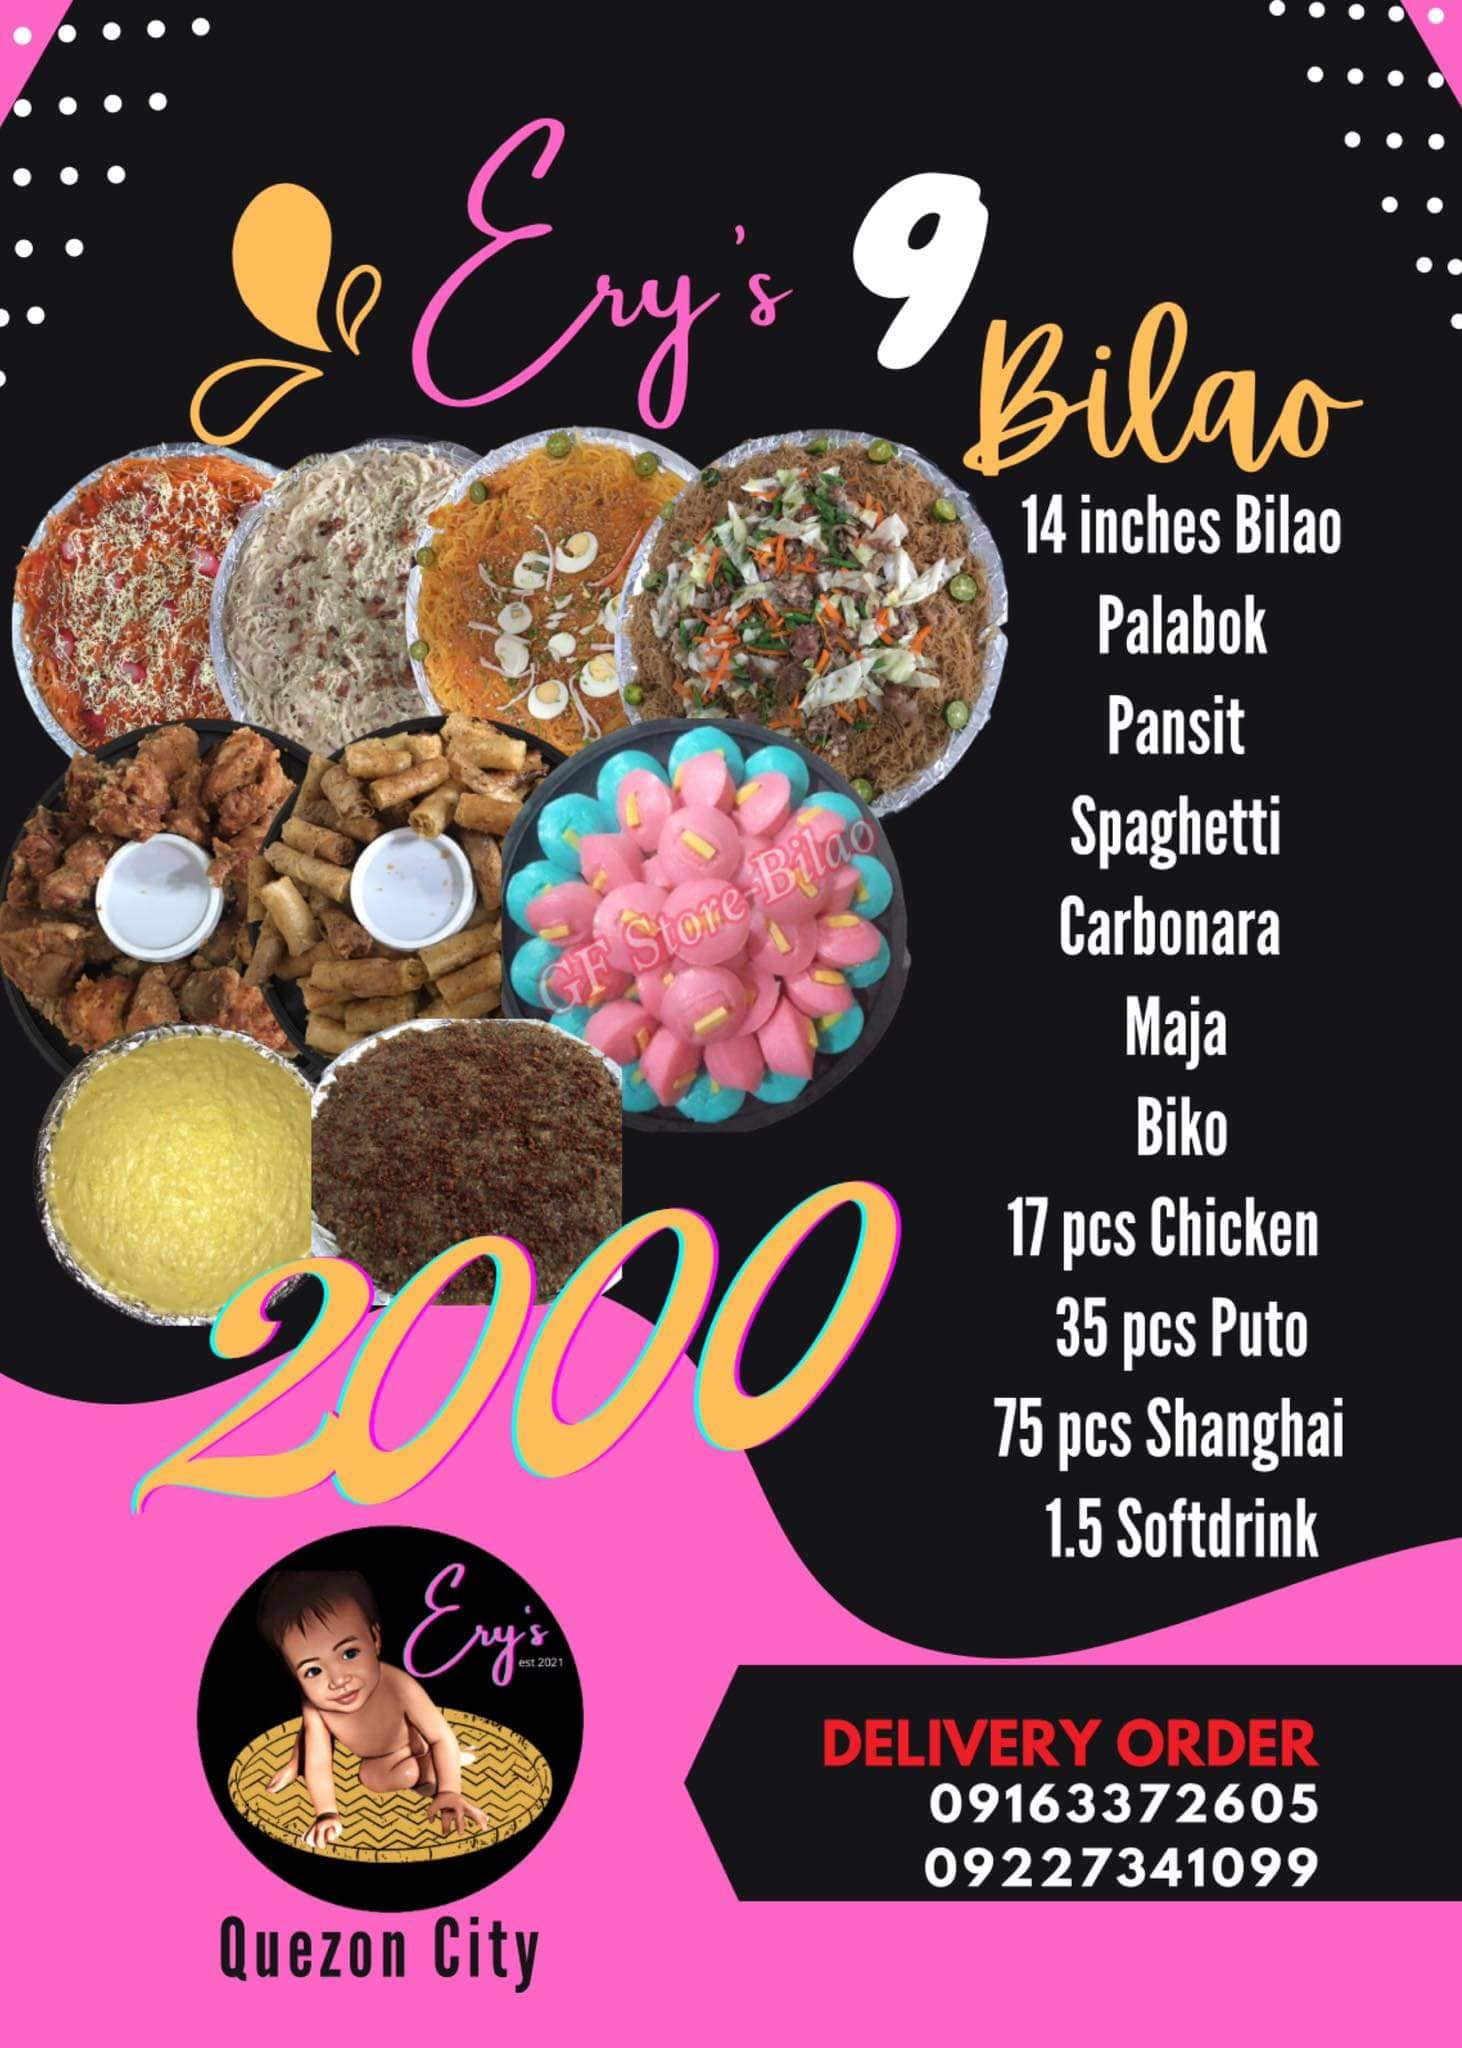 Ery's 9
Bilao
14 inches Bilao
Palabok
Pansit
Spaghetti
Carbonara
Maja
Biko
17 pcs Chicken
35 pcs Puto
75 pcs Shanghai
1.5 Softdrink
GF Store-Bilao
2000
Ery's
est 2021
Quezon City
DELIVERY ORDER
09163372605
09227341099